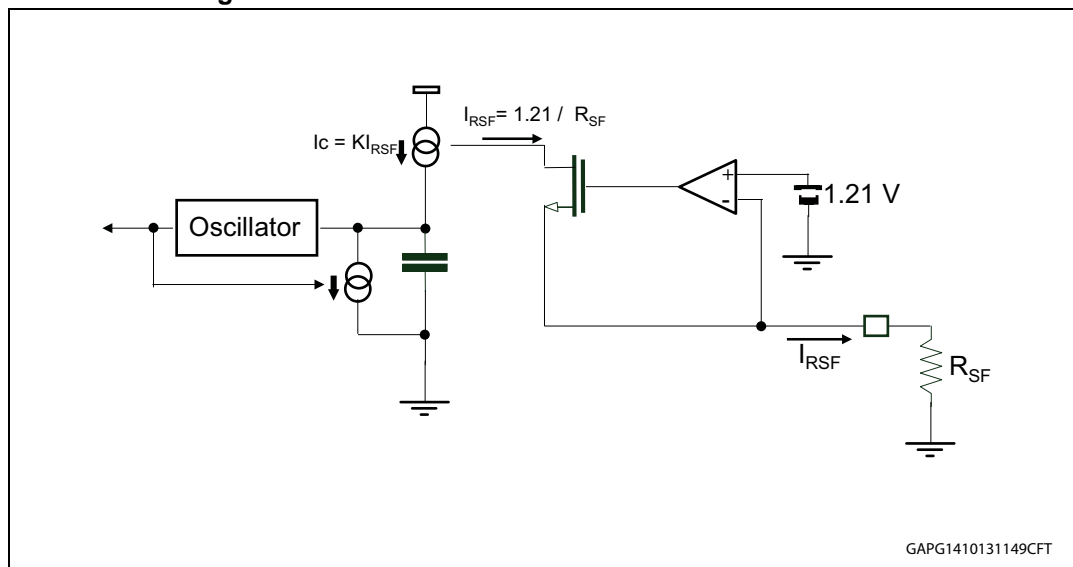 I_RSF = 1.21 / R_SF
Ic = KI_RSF
+
-
1.21 V
Oscillator
I_RSF
R_SF
GAPG1410131149CFT